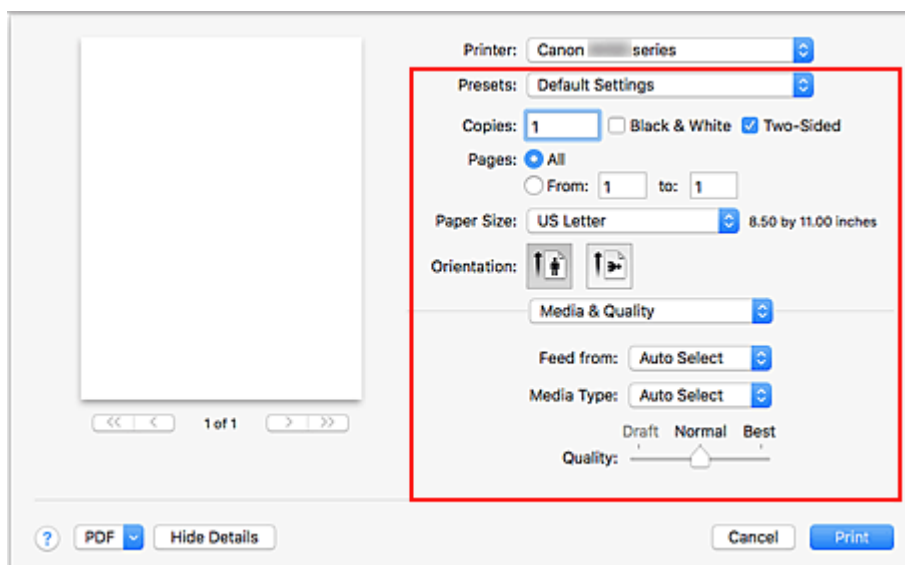 Printer: Canon series
Presets: Default Settings
Copies: 1 Black & White Two-Sided
Pages: All
From: 1 to: 1
Paper Size: US Letter 8.50 by 11.00 inches
Orientation:
Media & Quality
Feed from: Auto Select
Media Type: Auto Select
Draft Normal Best
Quality:
<< < 1 of 1 > >>
? PDF Hide Details Cancel Print